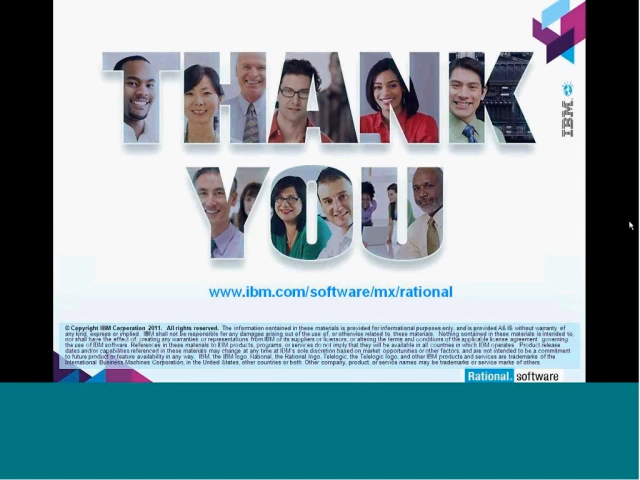 THANK
YOU
IBM
www.ibm.com/software/mx/rational
© Copyright IBM Corporation 2011. All rights reserved. The information contained in these materials is provided for informational purposes only, and is provided AS IS without warranty of
any kind, express or implied. IBM shall not be responsible for any damages arising out of the use of, or otherwise related to, these materials. Nothing contained in these materials is intended to,
nor shall have the effect of, creating any warranties or representations from IBM or its suppliers or licensors, or altering the terms and conditions of the applicable license agreement governing
the use of IBM software. References in these materials to IBM products, programs, or services do not imply that they will be available in all countries in which IBM operates. Product release
dates and/or capabilities referenced in these materials may change at any time at IBM's sole discretion based on market opportunities or other factors, and are not intended to be a commitment
to future product or feature availability in any way. IBM, the IBM logo, Rational, the Rational logo, Telelogic, the Telelogic logo, and other IBM products and services are trademarks of the
International Business Machines Corporation, in the United States, other countries or both. Other company, product, or service names may be trademarks or service marks of others.
Rational. software